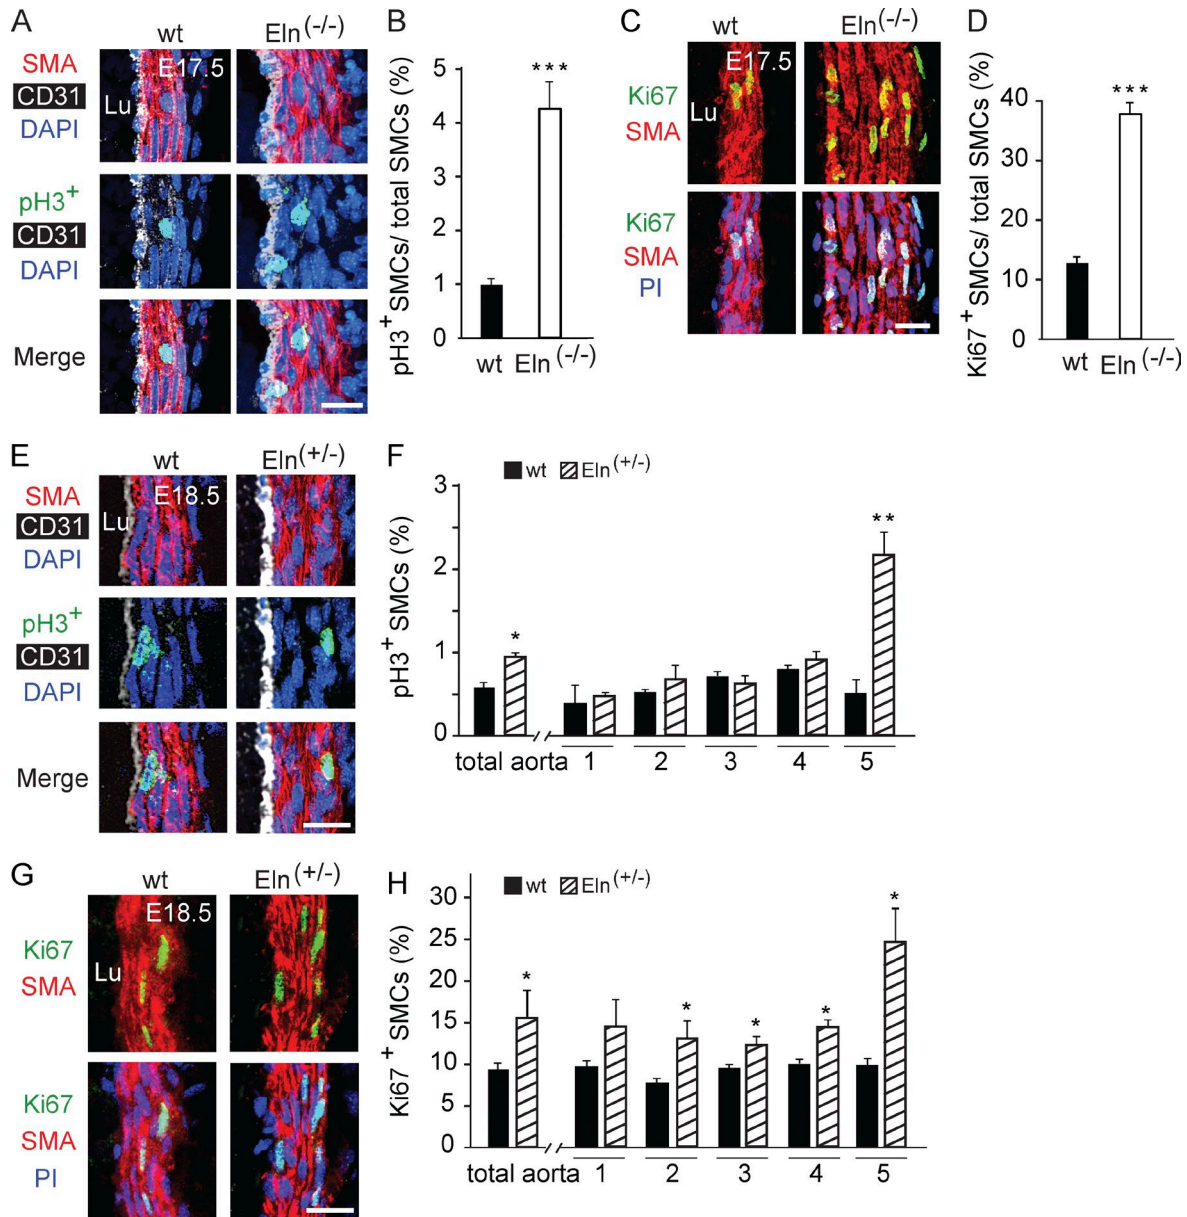 A
wt
Eln(-/-)
SMA
CD31
DAPI
E17.5
Lu
pH3+
CD31
DAPI
Merge
B
pH3+ SMCs/ total SMCs (%)
5
4
3
2
1
0
***
wt
Eln(-/-)
C
wt
Eln(-/-)
E17.5
Ki67
SMA
Lu
Ki67
SMA
PI
D
Ki67+ SMCs/ total SMCs (%)
40
30
20
10
0
***
wt
Eln(-/-)
E
wt
Eln(+/-)
SMA
CD31
DAPI
E18.5
Lu
pH3+
CD31
DAPI
Merge
F
wt Eln(+/-)
pH3+ SMCs (%)
3
2
1
0
*
**
total aorta 1 2 3 4 5
G
wt
Eln(+/-)
E18.5
Ki67
SMA
Lu
Ki67
SMA
PI
H
wt Eln(+/-)
Ki67+ SMCs (%)
30
25
20
15
10
5
0
*
*
*
*
*
total aorta 1 2 3 4 5